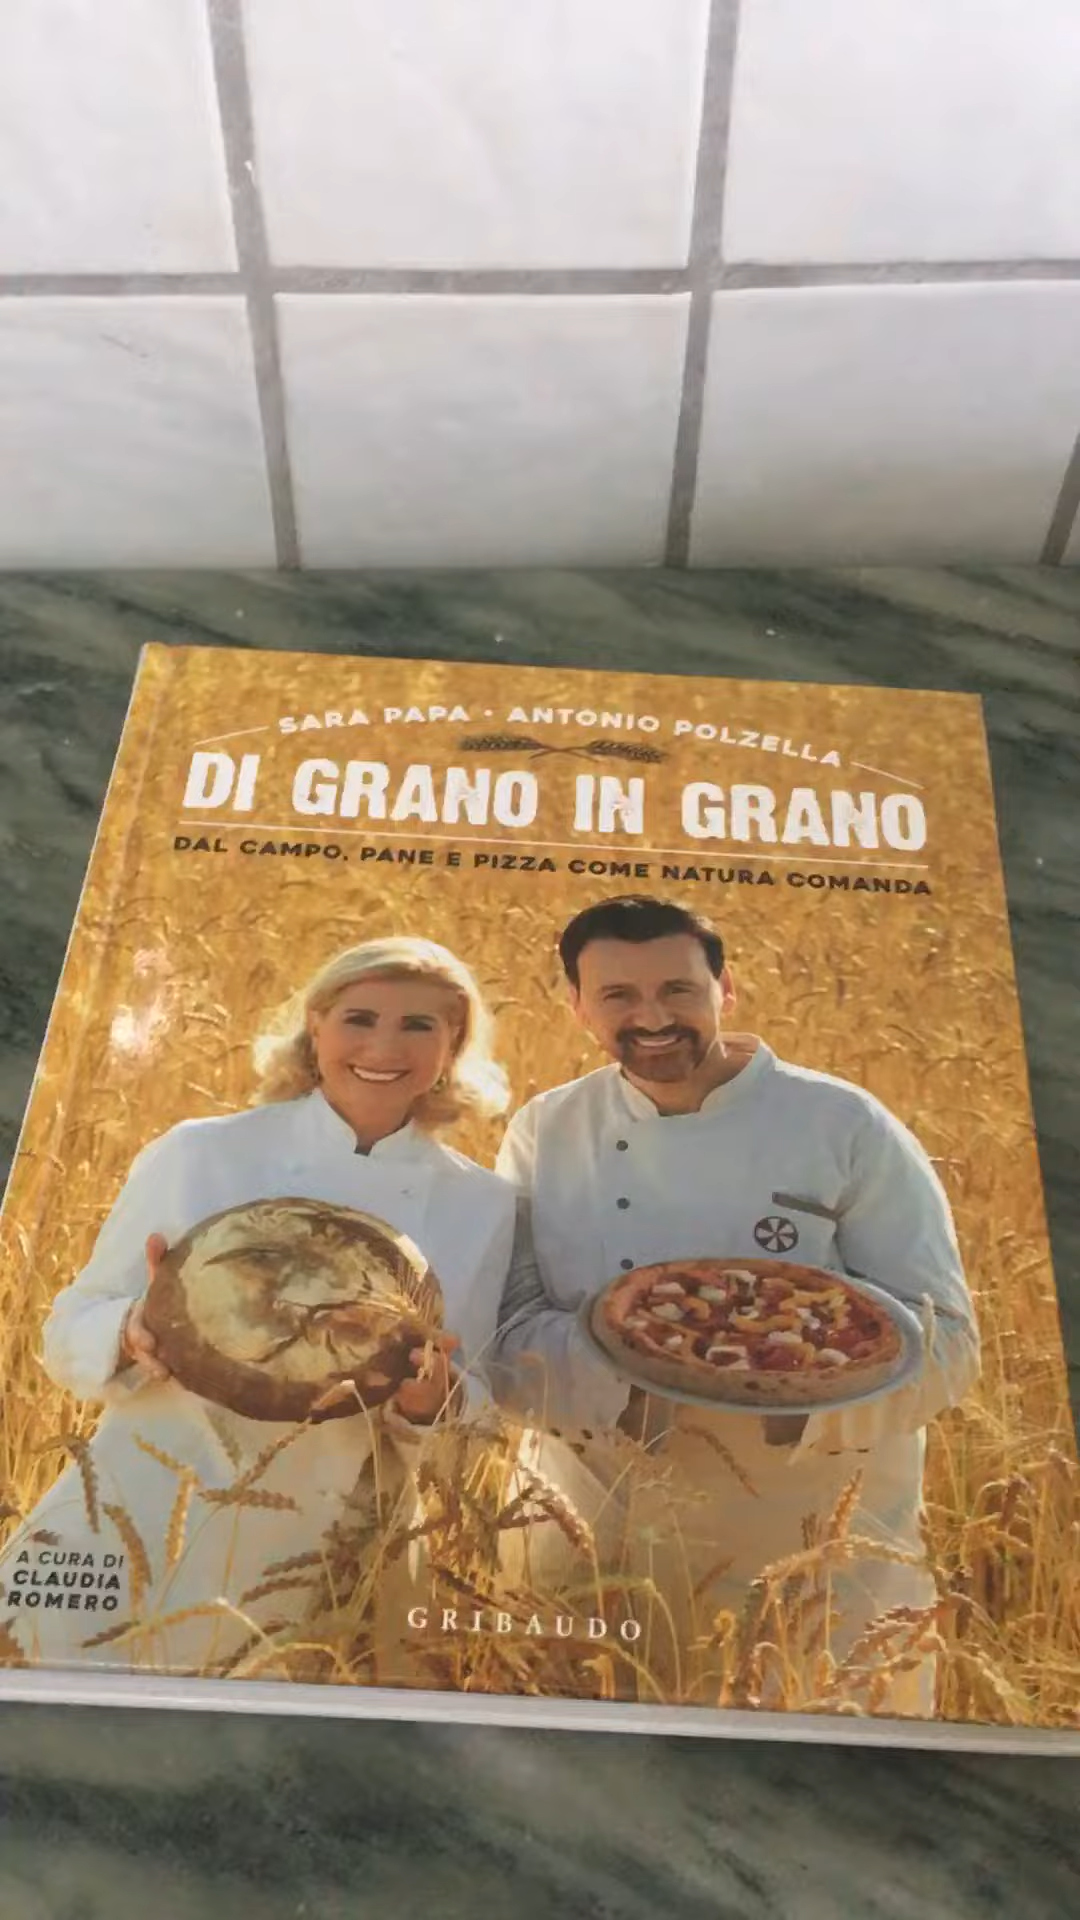 SARA PAPA · ANTONIO POLZELLA
DI GRANO IN GRANO
DAL CAMPO, PANE E PIZZA COME NATURA COMANDA
A CURA DI
CLAUDIA
ROMERO
GRIBAUDO